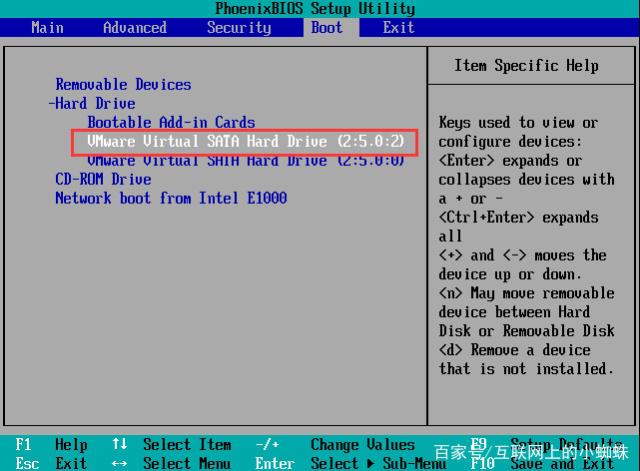 PhoenixBIOS Setup Utility
Main Advanced Security Boot Exit
Removable Devices
-Hard Drive
Bootable Add-in Cards
VMware Virtual SATA Hard Drive (2:5.0:2)
VMware Virtual SATA Hard Drive (2:5.0:0)
CD-ROM Drive
Network boot from Intel E1000
Item Specific Help
Keys used to view or
configure devices:
<Enter> expands or
collapses devices with
a + or -
<Ctrl+Enter> expands
all
<+> and <-> moves the
device up or down.
<n> May move removable
device between Hard
Disk or Removable Disk
<d> Remove a device
that is not installed.
F1 Help ↑↓ Select Item -/+ Change Values F9 Setup Defaults
Esc Exit ↔ Select Menu Enter Select ▶ Sub-Menu F10 Save and Exit
百家号/互联网上的小蜘蛛